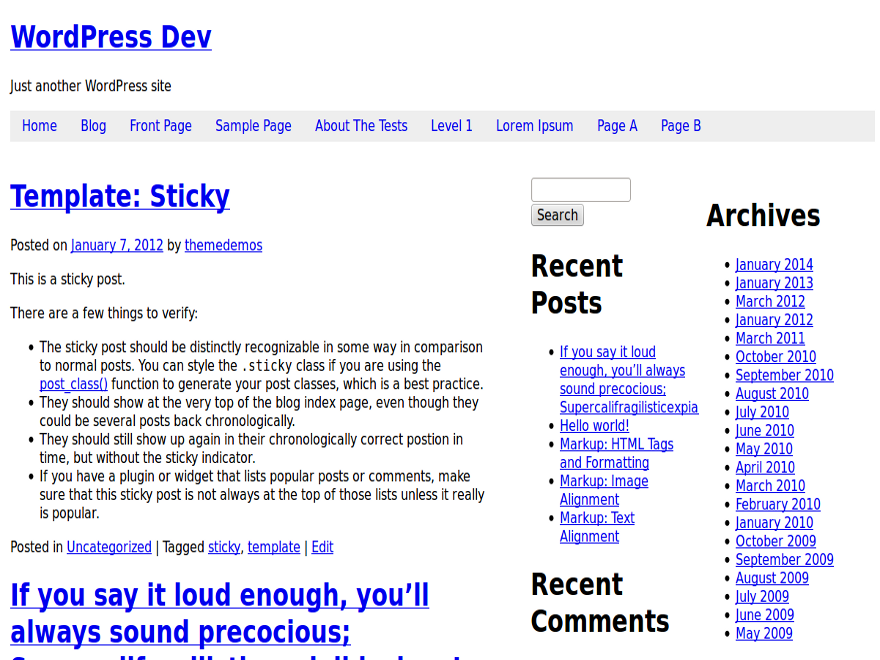 WordPress Dev
Just another WordPress site
Home Blog Front Page Sample Page About The Tests Level 1 Lorem Ipsum Page A Page B
Template: Sticky
Posted on January 7, 2012 by themedemos
This is a sticky post.
There are a few things to verify:
• The sticky post should be distinctly recognizable in some way in comparison
to normal posts. You can style the .sticky class if you are using the
post_class() function to generate your post classes, which is a best practice.
• They should show at the very top of the blog index page, even though they
could be several posts back chronologically.
• They should still show up again in their chronologically correct postion in
time, but without the sticky indicator.
• If you have a plugin or widget that lists popular posts or comments, make
sure that this sticky post is not always at the top of those lists unless it really
is popular.
Posted in Uncategorized | Tagged sticky, template | Edit
If you say it loud enough, you’ll
always sound precocious;
Search
Recent
Posts
• If you say it loud
enough, you’ll always
sound precocious;
Supercalifragilisticexpia
• Hello world!
• Markup: HTML Tags
and Formatting
• Markup: Image
Alignment
• Markup: Text
Alignment
Recent
Comments
Archives
• January 2014
• January 2013
• March 2012
• January 2012
• March 2011
• October 2010
• September 2010
• August 2010
• July 2010
• June 2010
• May 2010
• April 2010
• March 2010
• February 2010
• January 2010
• October 2009
• September 2009
• August 2009
• July 2009
• June 2009
• May 2009